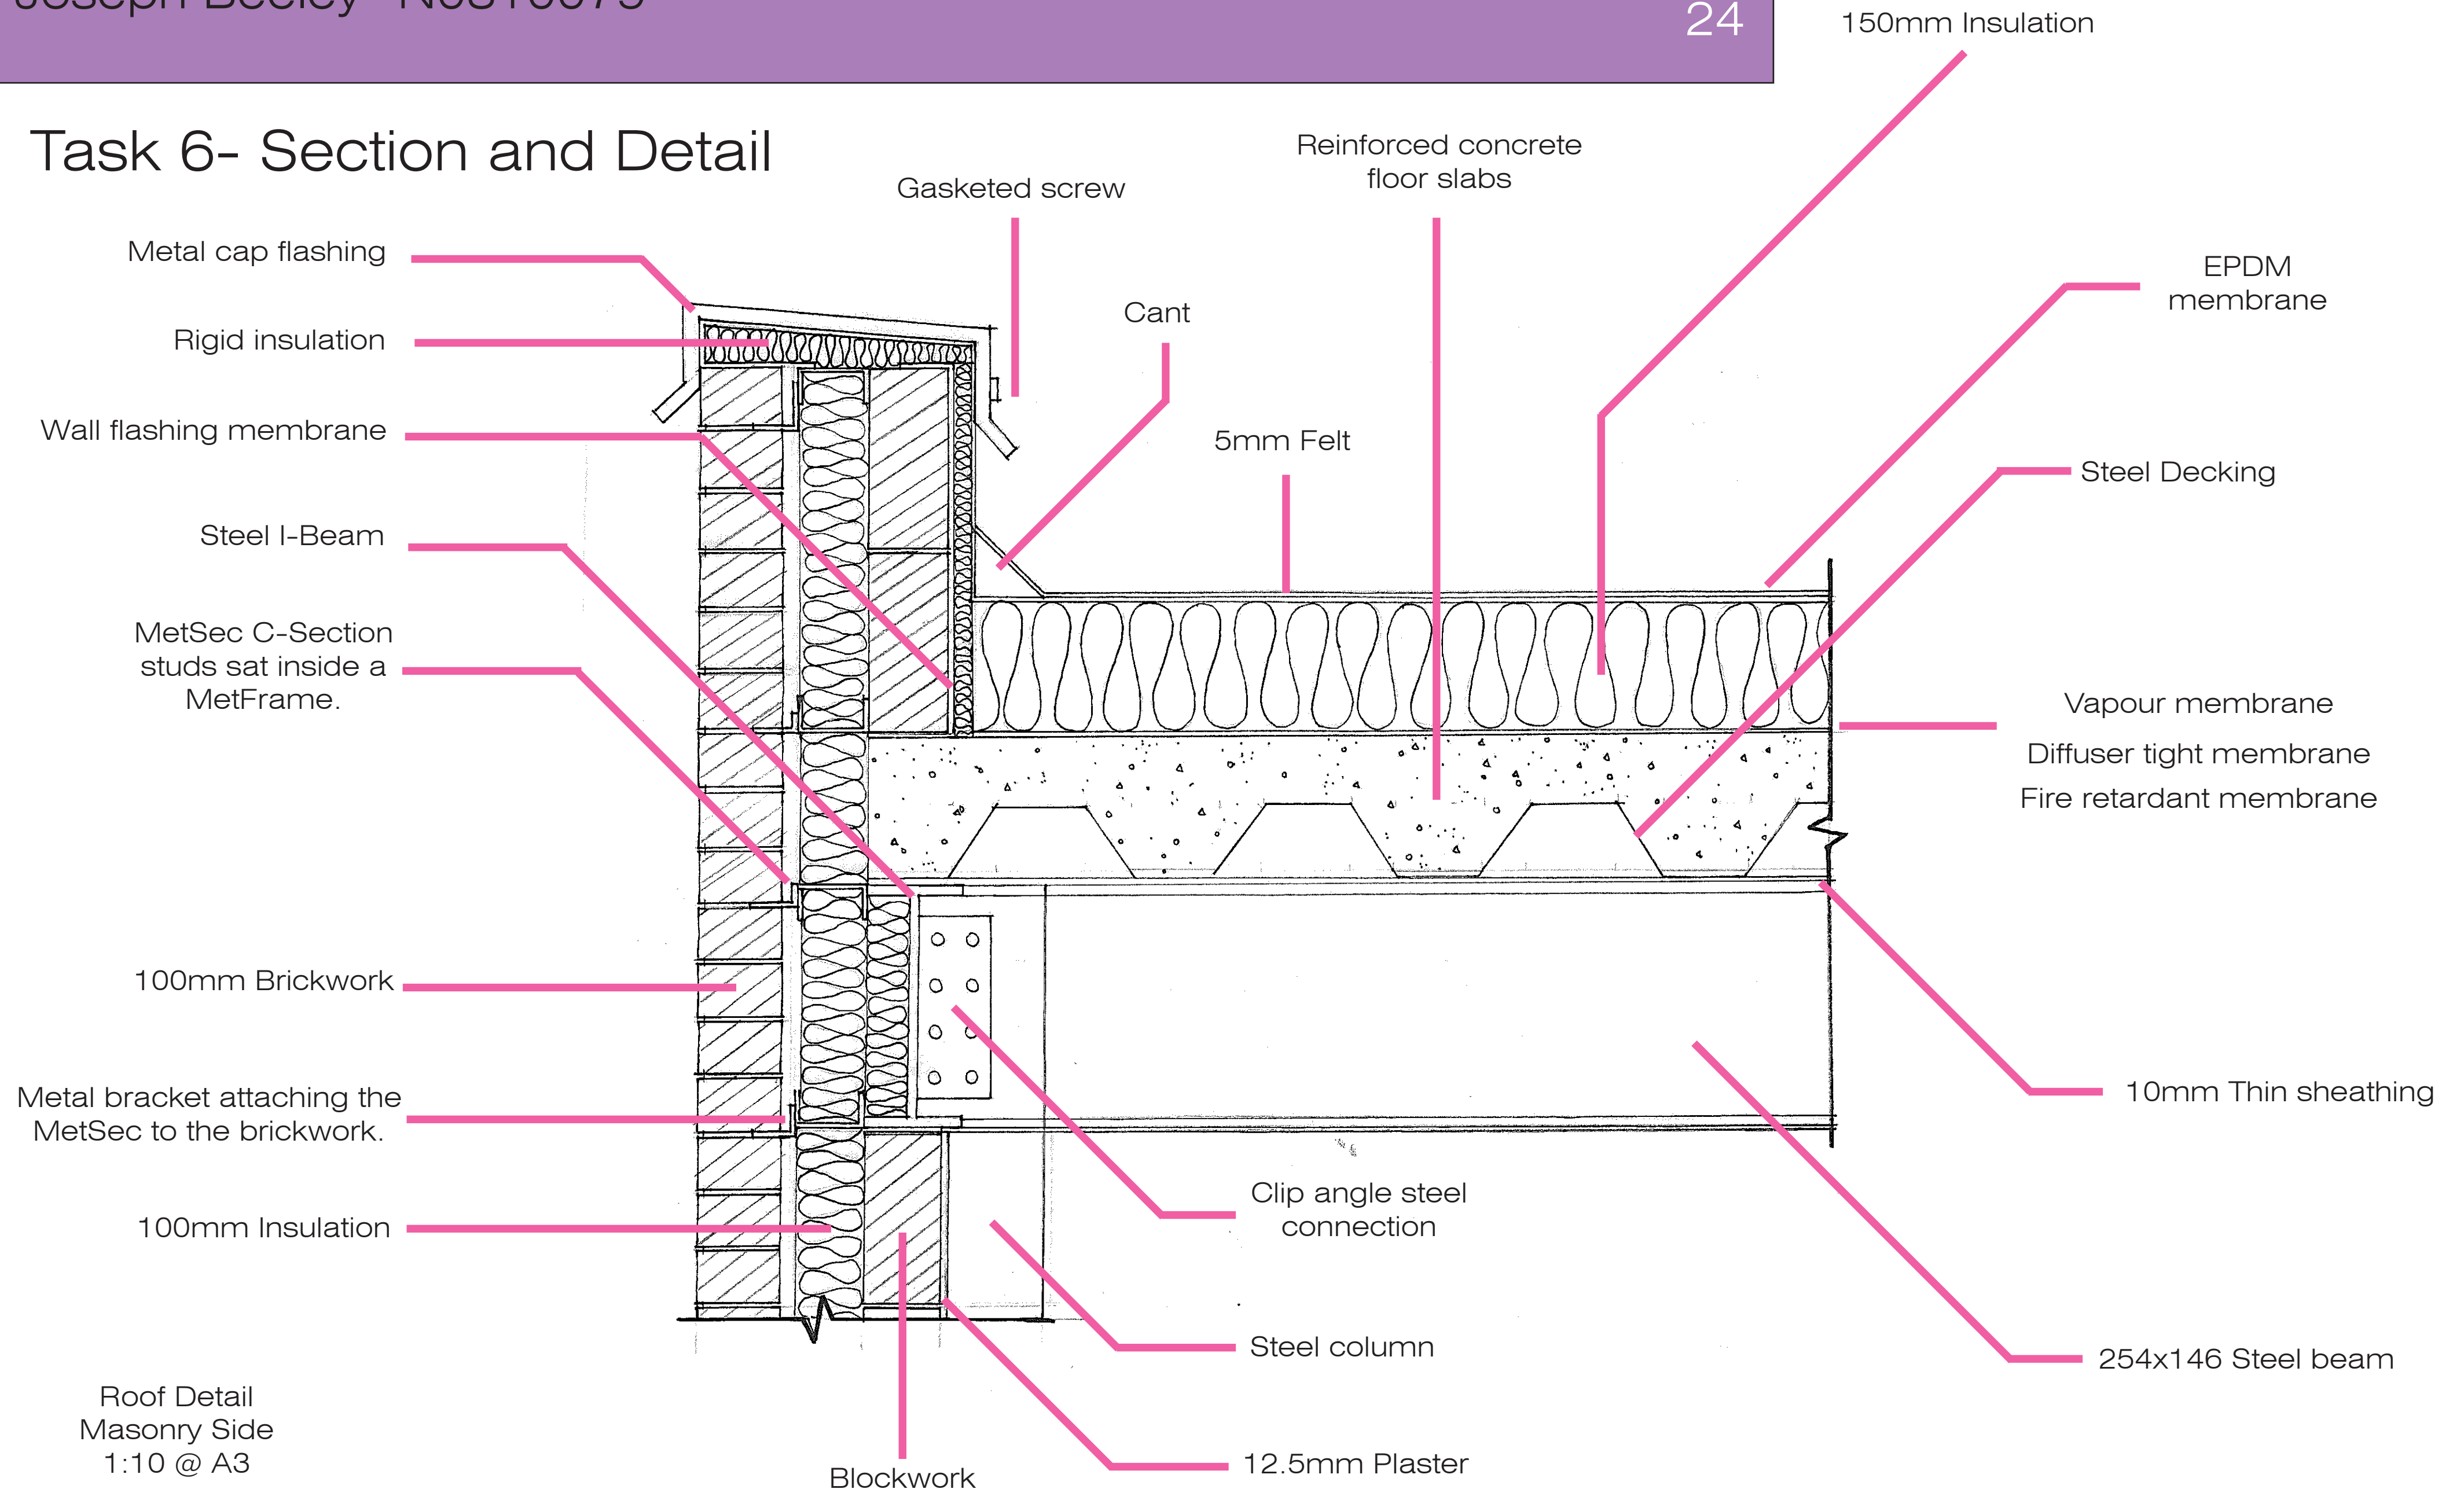 24
150mm Insulation
Task 6- Section and Detail
Reinforced concrete
floor slabs
Gasketed screw
Metal cap flashing
EPDM
membrane
Cant
Rigid insulation
Wall flashing membrane
5mm Felt
Steel Decking
Steel I-Beam
MetSec C-Section
studs sat inside a
MetFrame.
Vapour membrane
Diffuser tight membrane
Fire retardant membrane
100mm Brickwork
Metal bracket attaching the
MetSec to the brickwork.
10mm Thin sheathing
Clip angle steel
connection
100mm Insulation
Steel column
254x146 Steel beam
Roof Detail
Masonry Side
1:10 @ A3
12.5mm Plaster
Blockwork